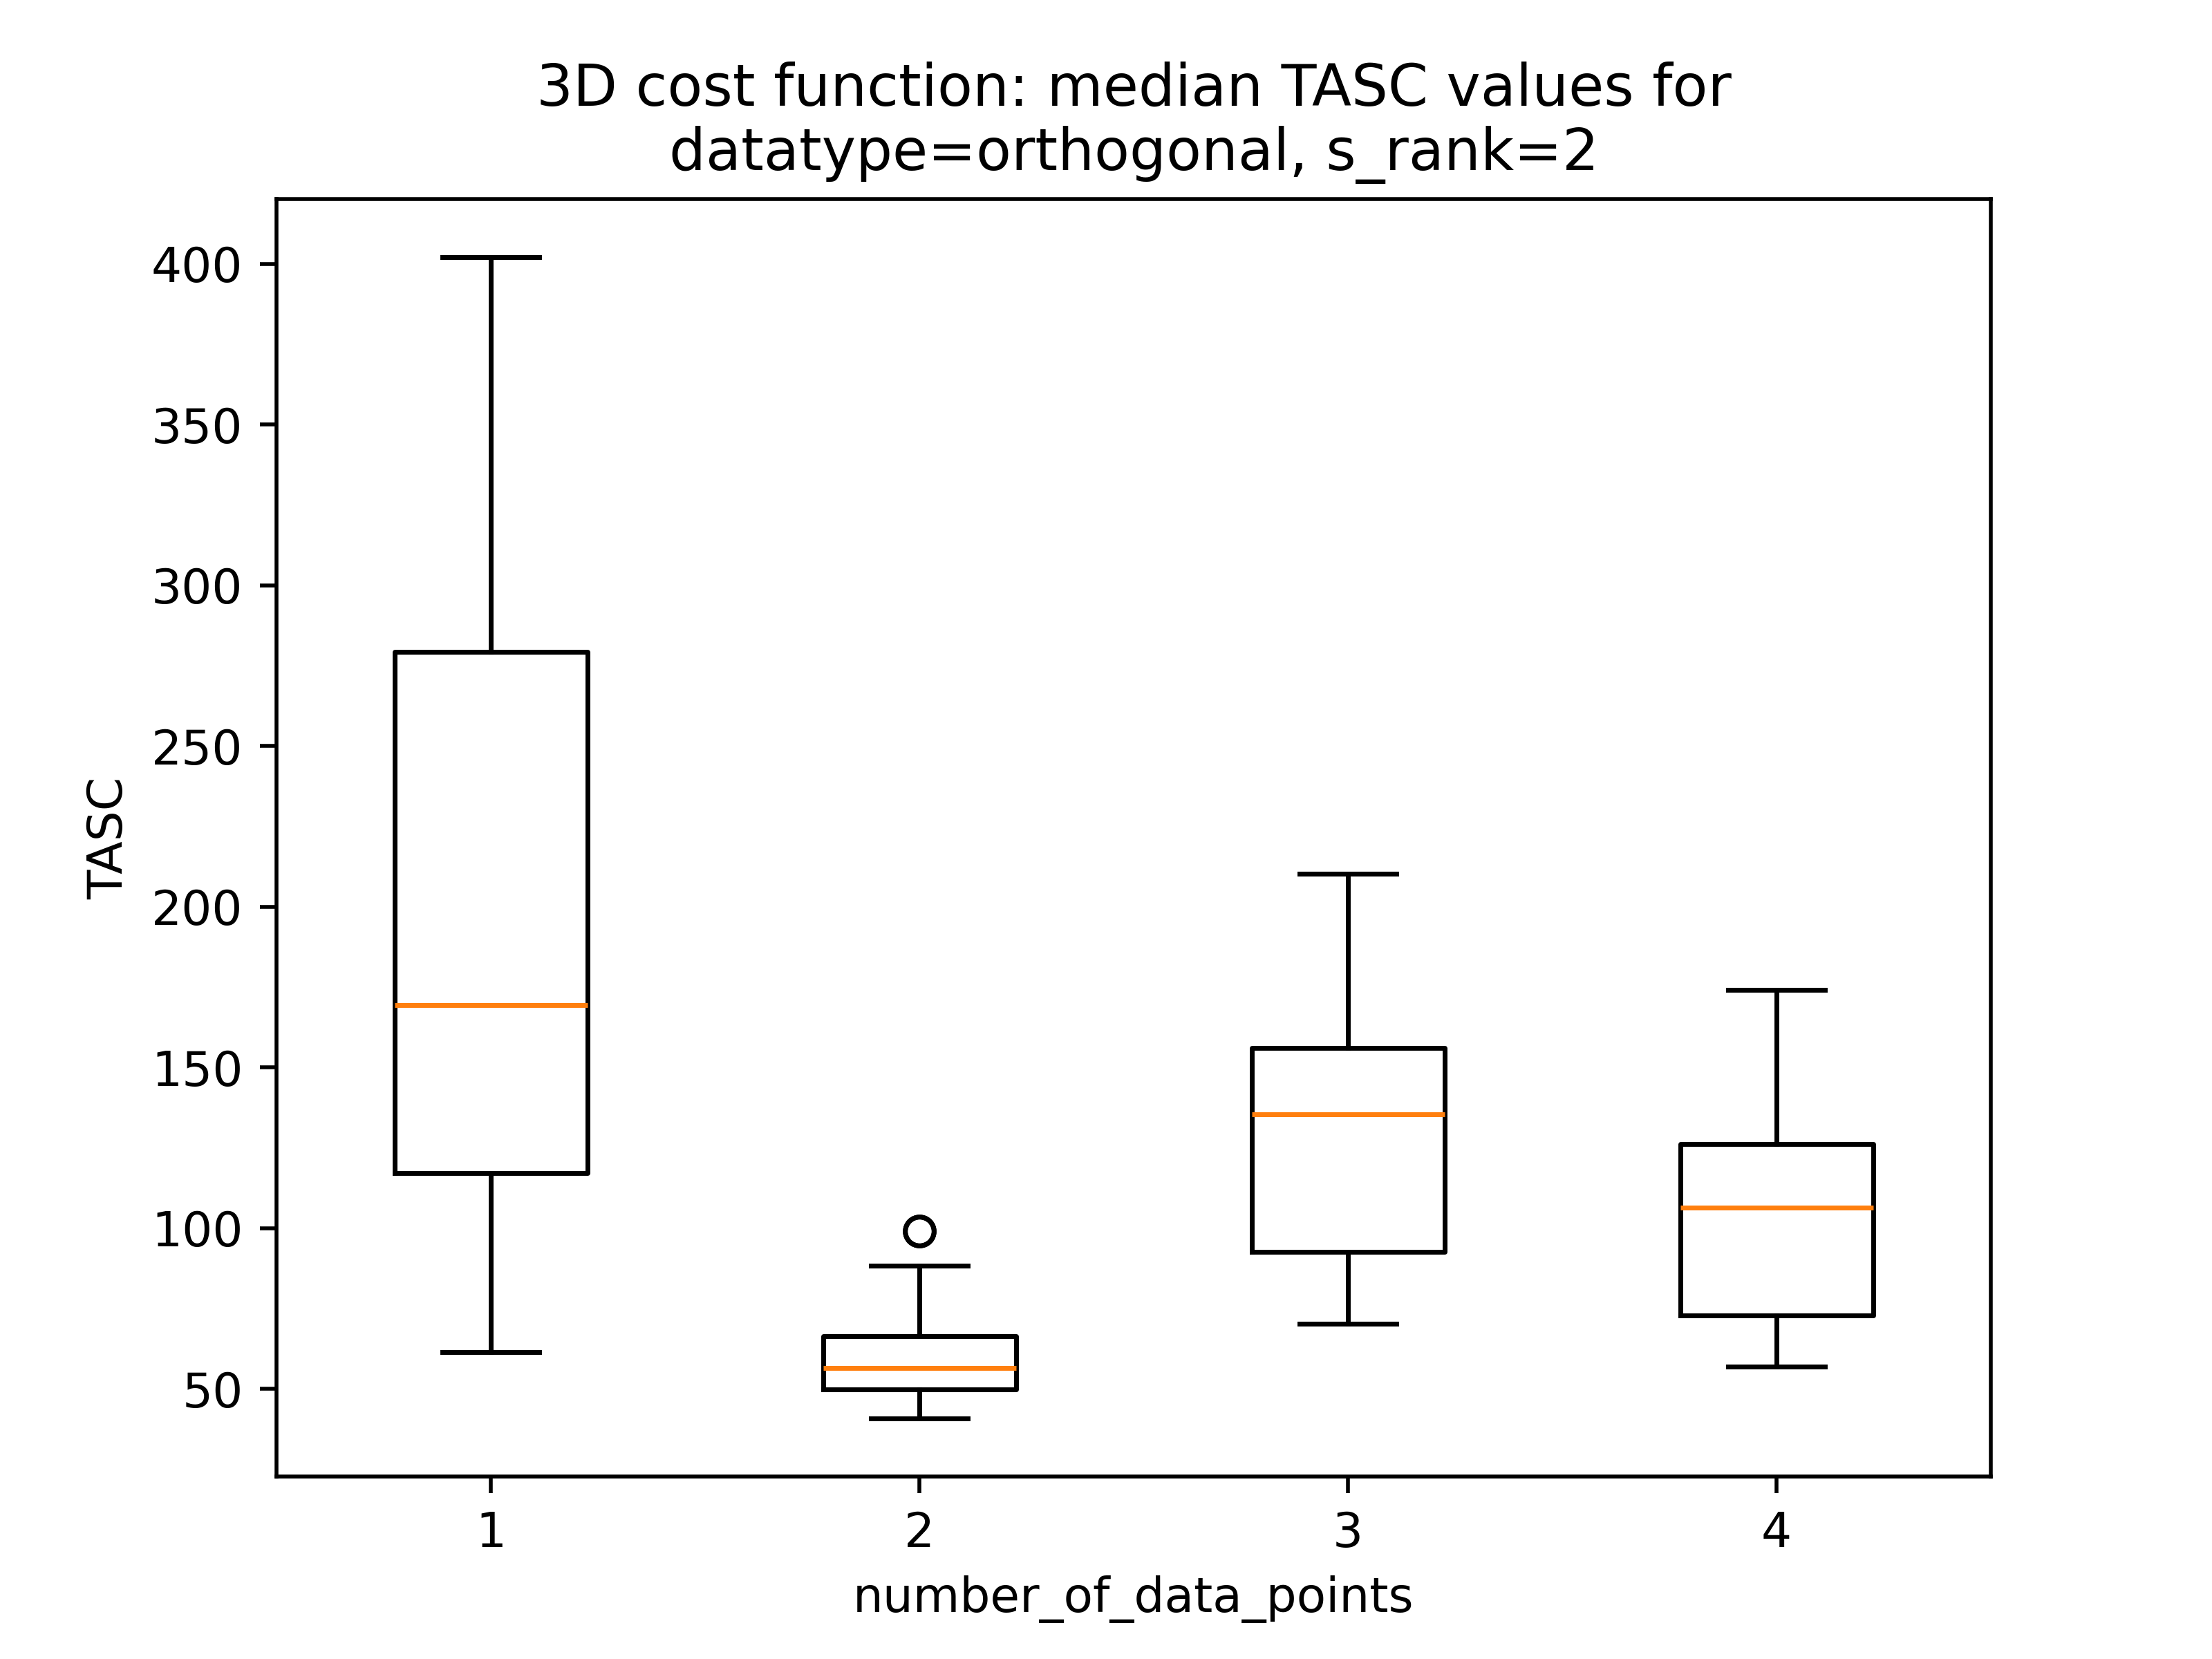 3D cost function: median TASC values for
datatype=orthogonal, s_rank=2
400
350
300
250
200
150
100
50
TASC
1 2 3 4
number_of_data_points